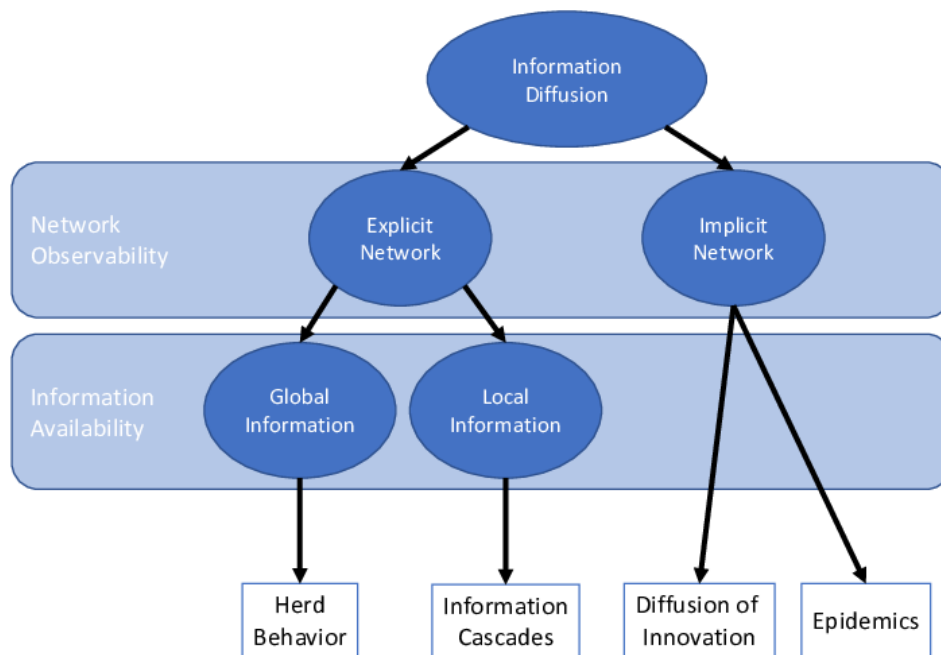 Information
Diffusion
Network
Observability
Explicit
Network
Implicit
Network
Information
Availability
Global
Information
Local
Information
Herd
Behavior
Information
Cascades
Diffusion of
Innovation
Epidemics